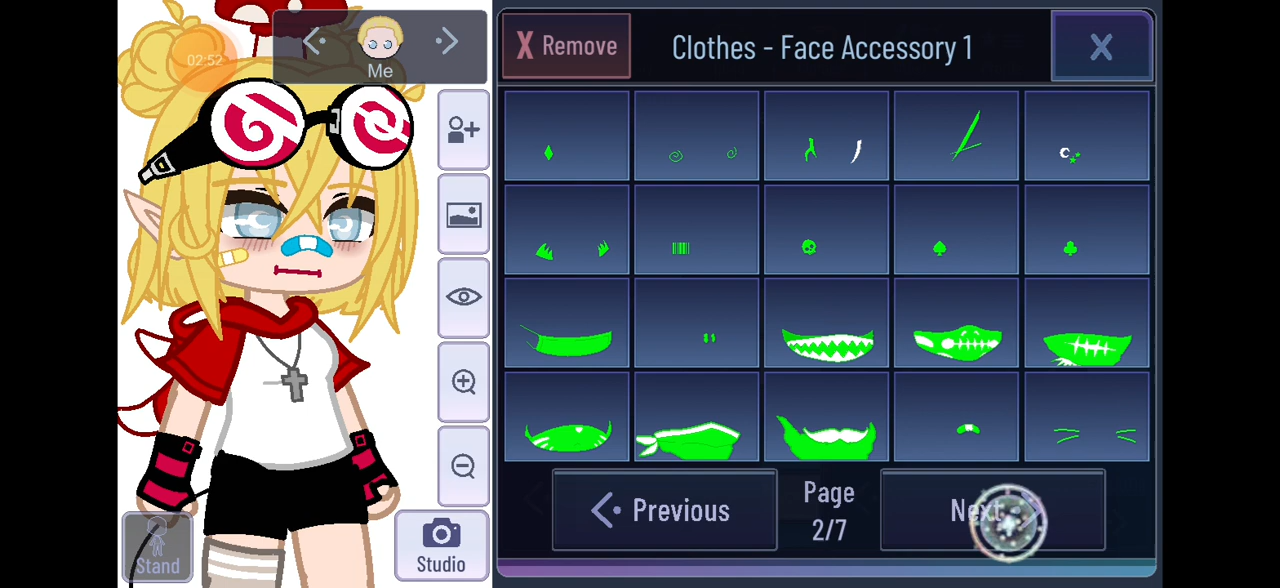 02:52
Me
Stand
Studio
X Remove
Clothes - Face Accessory 1
X
Previous
Page
2/7
Next